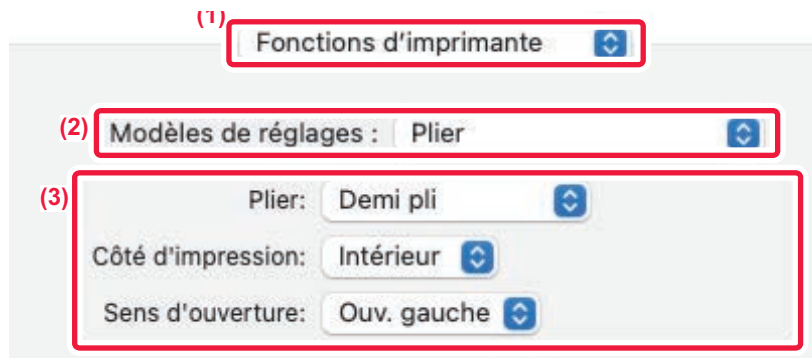 (1)
Fonctions d’imprimante
(2) Modèles de réglages : Plier
(3)
Plier: Demi pli
Côté d'impression: Intérieur
Sens d'ouverture: Ouv. gauche